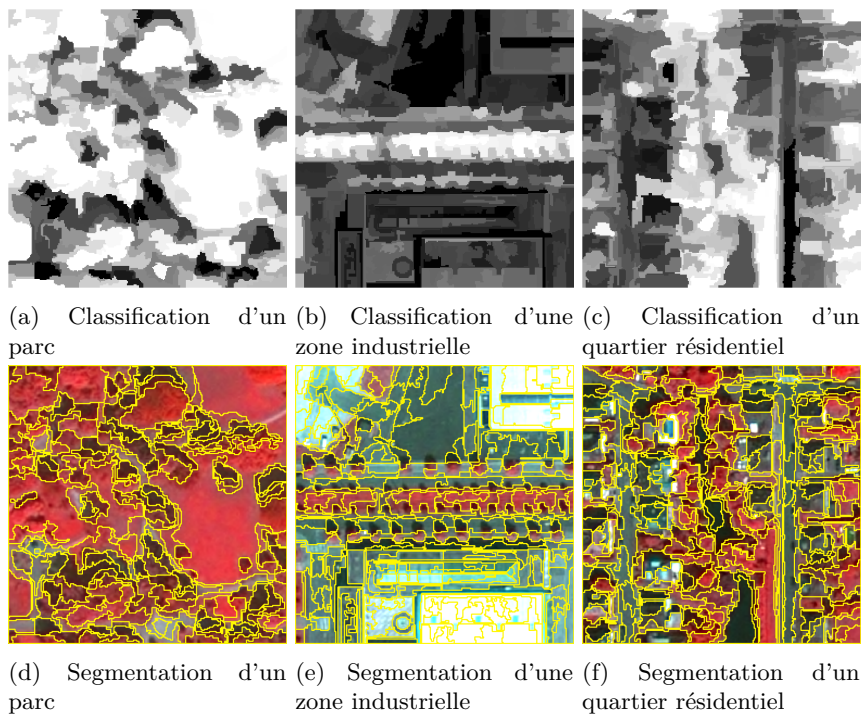 (a) Classification d'un
parc
(b) Classification d'une
zone industrielle
(c) Classification d'un
quartier résidentiel
(d) Segmentation d'un
parc
(e) Segmentation d'une
zone industrielle
(f) Segmentation d'un
quartier résidentiel